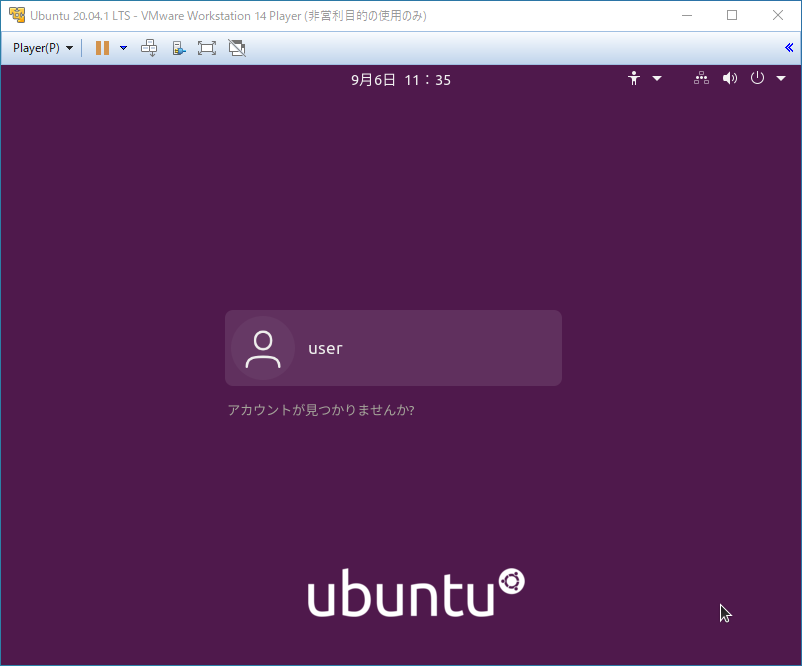 Ubuntu 20.04.1 LTS - VMware Workstation 14 Player (非営利目的の使用のみ)
Player(P)
9月6日 11：35
user
アカウントが見つかりませんか?
ubuntu